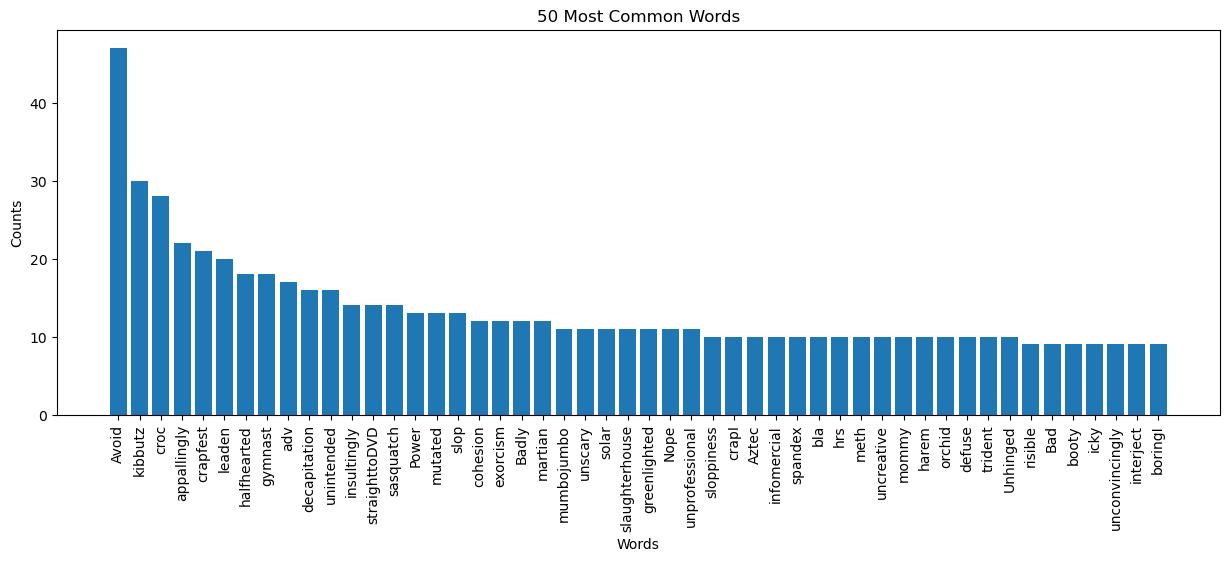 50 Most Common Words
Counts
40
30
20
10
0
Avoid
kibbutz
croc
appallingly
crapfest
leaden
halfhearted
gymnast
adv
decapitation
unintended
insultingly
straighttoDVD
sasquatch
Power
mutated
slop
cohesion
exorcism
Badly
martian
mumbojumbo
unscary
solar
slaughterhouse
greenlighted
Nope
unprofessional
sloppiness
crapl
Aztec
infomercial
spandex
bla
hrs
meth
uncreative
mommy
harem
orchid
defuse
trident
Unhinged
risible
Bad
booty
icky
unconvincingly
interject
boringl
Words